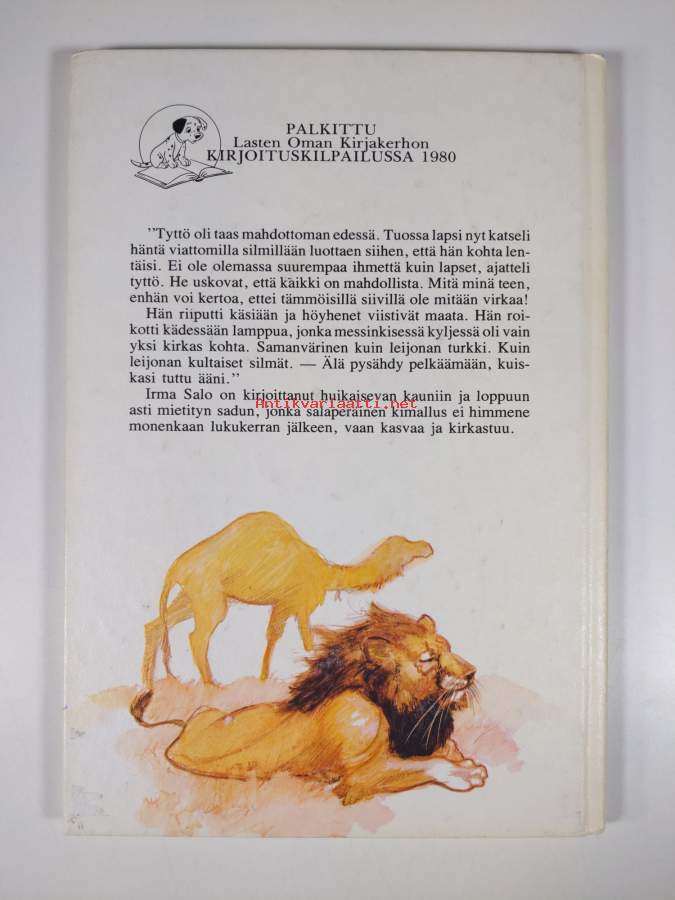 PALKITTU
Lasten Oman Kirjakerhon
KIRJOITUSKILPAILUSSA 1980
"Tyttö oli taas mahdottoman edessä. Tuossa lapsi nyt katseli
häntä viattomilla silmillään luottaen siihen, että hän kohta len-
täisi. Ei ole olemassa suurempaa ihmettä kuin lapset, ajatteli
tyttö. He uskovat, että kaikki on mahdollista. Mitä minä teen,
enhän voi kertoa, ettei tämmöisillä siivillä ole mitään virkaa!
Hän riiputti käsiään ja höyhenet viistivät maata. Hän roi-
kotti kädessään lamppua, jonka messinkisessä kyljessä oli vain
yksi kirkas kohta. Samanvärinen kuin leijonan turkki. Kuin
leijonan kultaiset silmät. — Älä pysähdy pelkäämään, kuis-
kasi tuttu ääni."
Irma Salo on kirjoittanut huikaisevan kauniin ja loppuun
asti mietityn sadun, jonka salaperäinen kimallus ei himmene
monenkaan lukukerran jälkeen, vaan kasvaa ja kirkastuu.
Antikvariaatti.net